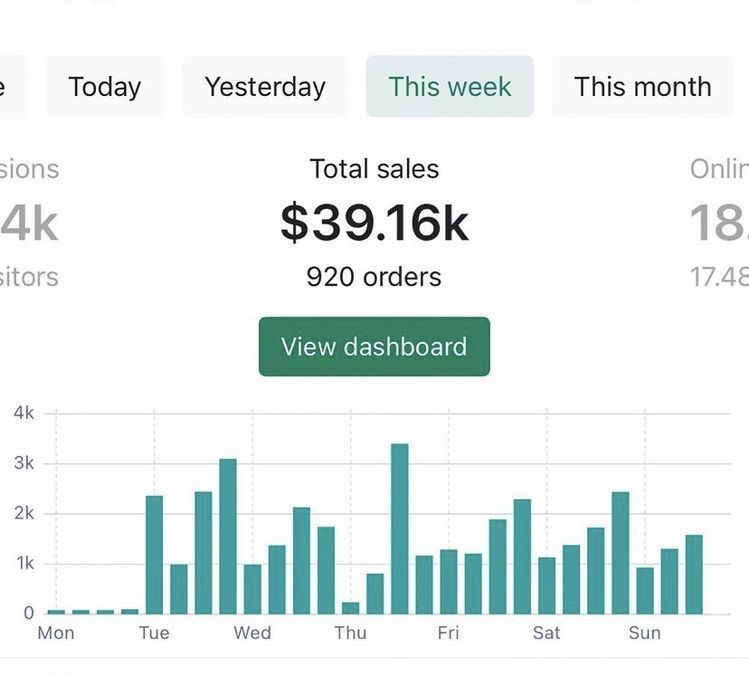 e Today Yesterday This week This month
sions Total sales Onlin
4k $39.16k 18.
sitors 920 orders 17.48
View dashboard
4k
3k
2k
1k
0
Mon Tue Wed Thu Fri Sat Sun